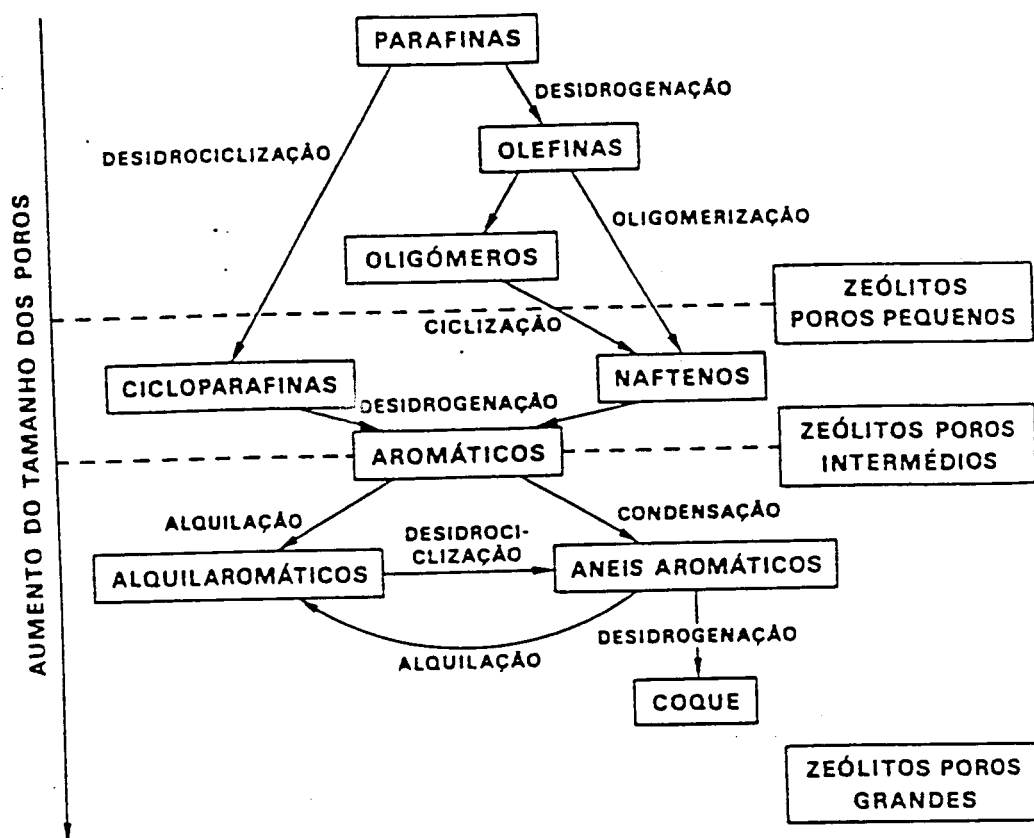 PARAFINAS
DESIDROGENAÇÃO
DESIDROCICLIZAÇÃO
OLEFINAS
OLIGOMERIZAÇÃO
OLIGÓMEROS
ZEÓLITOS
POROS PEQUENOS
CICLIZAÇÃO
CICLOPARAFINAS
NAFTENOS
DESIDROGENAÇÃO
AROMÁTICOS
ZEÓLITOS POROS
INTERMÉDIOS
ALQUILAÇÃO
CONDENSAÇÃO
DESIDROCI-
CLIZAÇÃO
ALQUILAROMÁTICOS
ANEIS AROMÁTICOS
DESIDROGENAÇÃO
ALQUILAÇÃO
COQUE
ZEÓLITOS POROS
GRANDES
AUMENTO DO TAMANHO DOS POROS